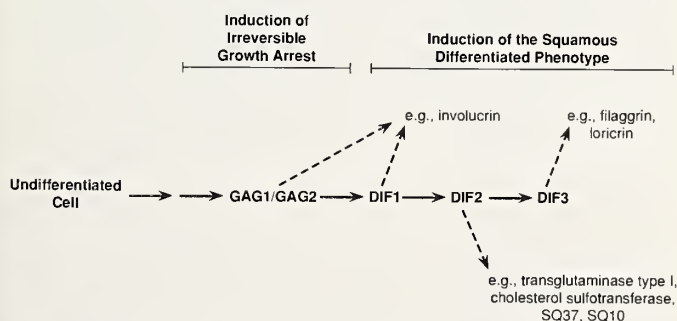 Induction of
Irreversible
Growth Arrest
Induction of the Squamous
Differentiated Phenotype
e.g., involucrin
e.g., filaggrin,
loricrin
Undifferentiated
Cell
GAG1/GAG2
DIF1
DIF2
DIF3
e.g., transglutaminase type I,
cholesterol sulfotransferase,
SQ37, SQ10